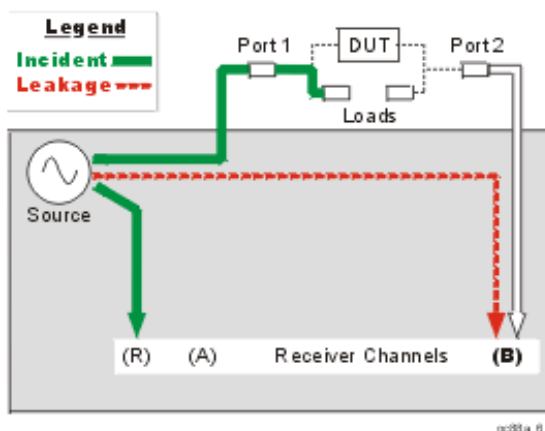 Legend
Incident
Leakage
Port 1
DUT
Port 2
Loads
Source
(R) (A) Receiver Channels (B)